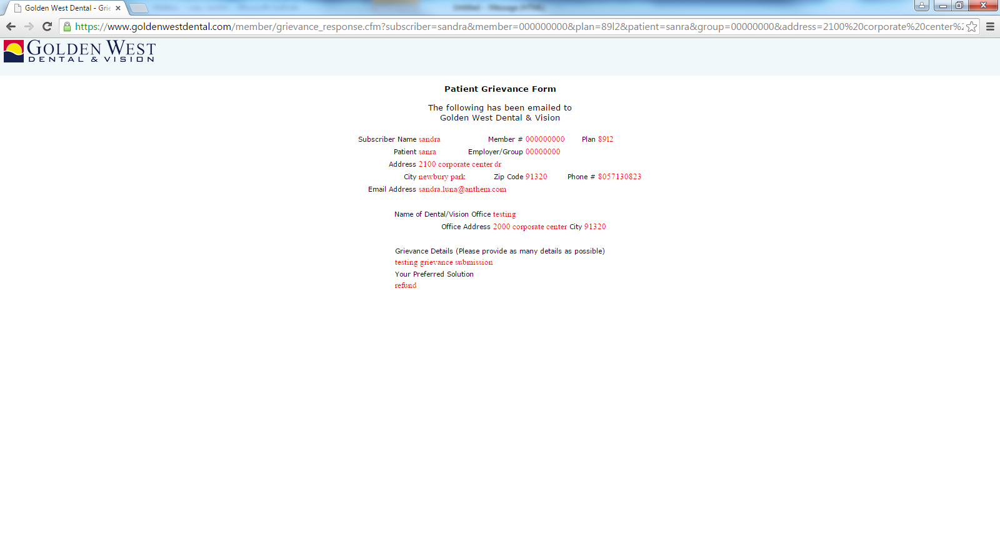 Golden West Dental - Grie
https://www.goldenwestdental.com/member/grievance_response.cfm?subscriber=sandra&member=000000000&plan=89l2&patient=sanra&group=00000000&address=2100%20corporate%20center%2
GOLDEN WEST
DENTAL & VISION
Patient Grievance Form
The following has been emailed to
Golden West Dental & Vision
Subscriber Name sandra Member # 000000000 Plan 89l2
Patient sanra Employer/Group 00000000
Address 2100 corporate center dr
City newbury park Zip Code 91320 Phone # 8057130823
Email Address sandra.luna@anthem.com
Name of Dental/Vision Office testing
Office Address 2000 corporate center City 91320
Grievance Details (Please provide as many details as possible)
testing grievance submission
Your Preferred Solution
refund